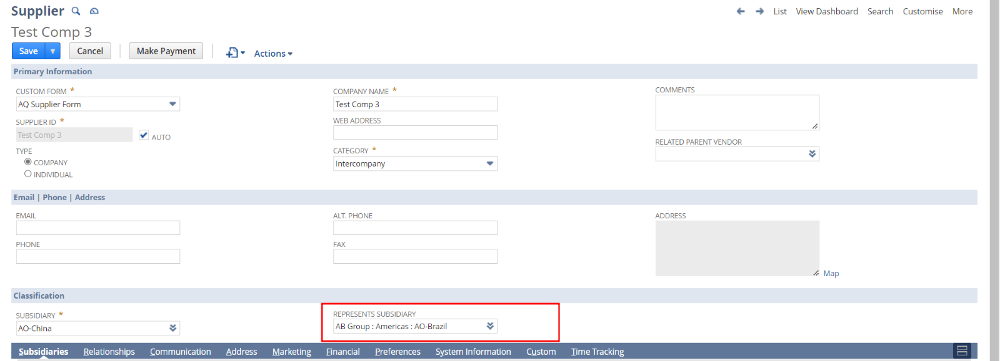 Supplier
List View Dashboard Search Customise More
Test Comp 3
Save Cancel Make Payment Actions
Primary Information
CUSTOM FORM *
AQ Supplier Form
SUPPLIER ID *
Test Comp 3
AUTO
TYPE
COMPANY
INDIVIDUAL
COMPANY NAME *
Test Comp 3
WEB ADDRESS
CATEGORY *
Intercompany
COMMENTS
RELATED PARENT VENDOR
Email | Phone | Address
EMAIL
PHONE
ALT. PHONE
FAX
ADDRESS
Map
Classification
SUBSIDIARY *
AO-China
REPRESENTS SUBSIDIARY
AB Group : Americas : AO-Brazil
Subsidiaries Relationships Communication Address Marketing Financial Preferences System Information Custom Time Tracking